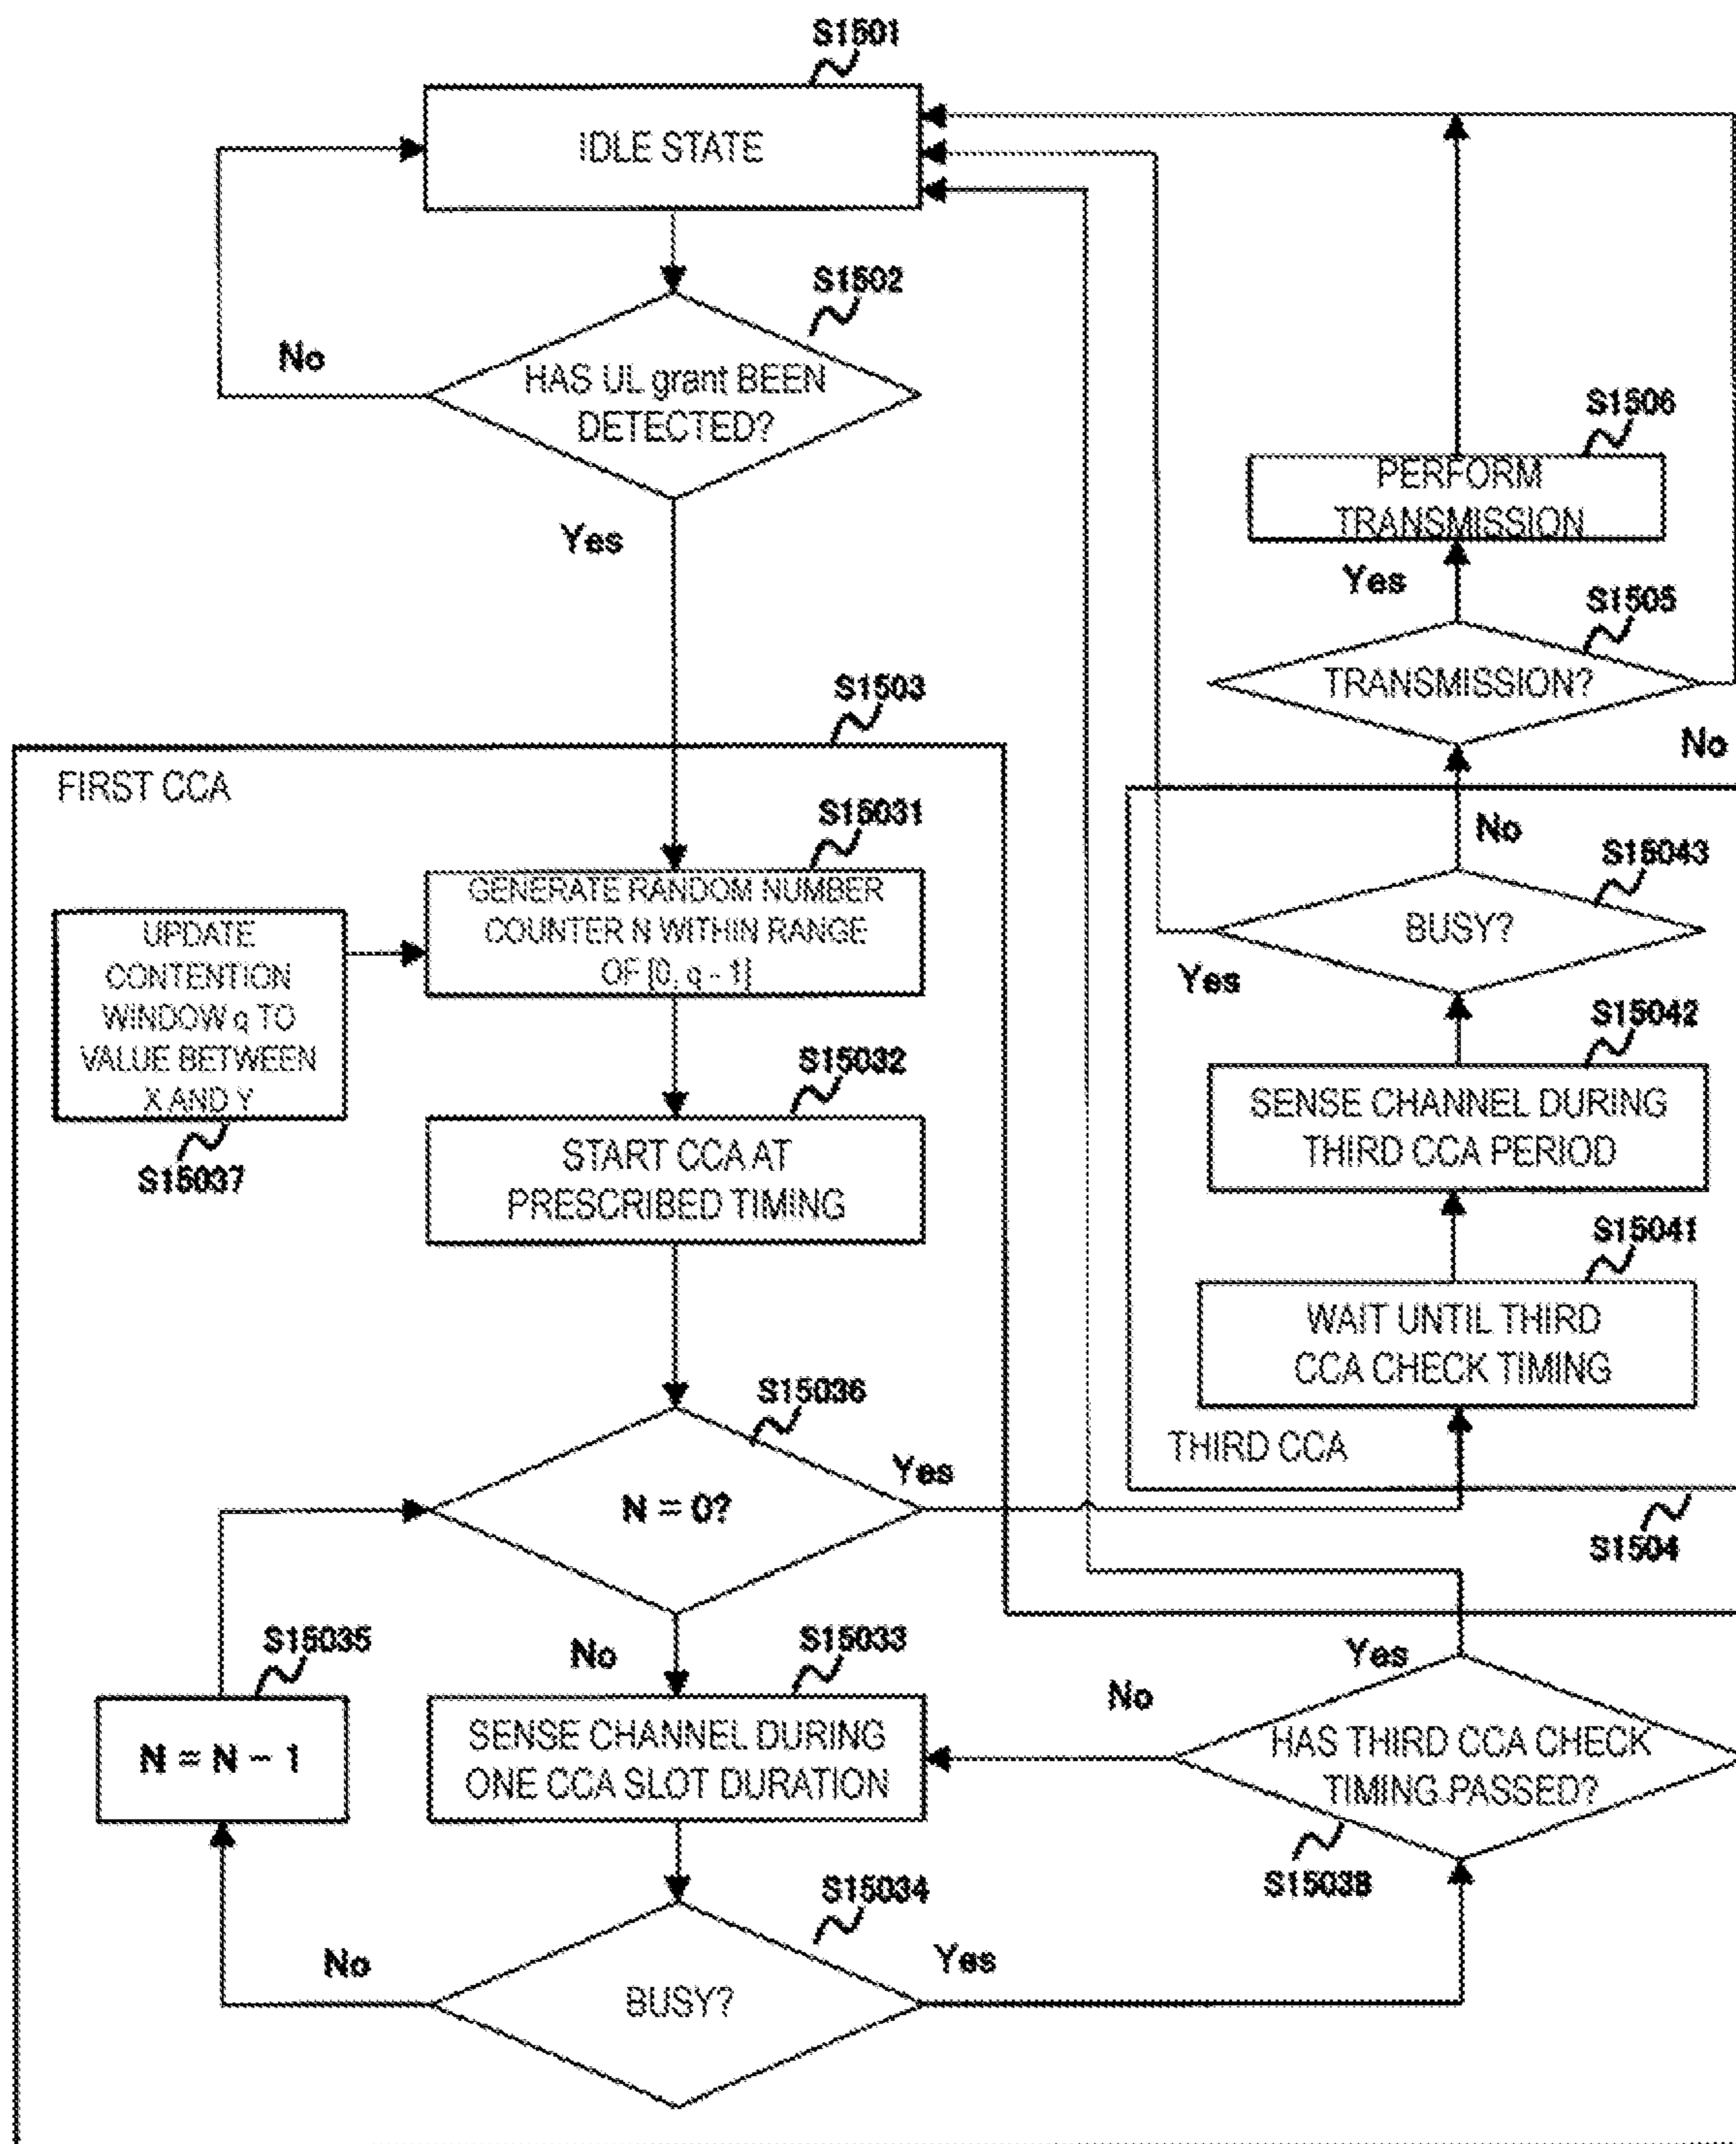 S1501
IDLE STATE
S1502
No
HAS UL grant BEEN
DETECTED?
Yes
S1506
PERFORM
TRANSMISSION
Yes
S1505
TRANSMISSION?
No
S1503
FIRST CCA
S15031
GENERATE RANDOM NUMBER
COUNTER N WITHIN RANGE
OF [0, q - 1]
UPDATE
CONTENTION
WINDOW q TO
VALUE BETWEEN
X AND Y
S15037
S15032
START CCA AT
PRESCRIBED TIMING
No
S15043
BUSY?
Yes
S15042
SENSE CHANNEL DURING
THIRD CCA PERIOD
S15041
WAIT UNTIL THIRD
CCA CHECK TIMING
THIRD CCA
S1504
S15036
N = 0?
Yes
No
S15035
N = N - 1
S15033
SENSE CHANNEL DURING
ONE CCA SLOT DURATION
Yes
No
HAS THIRD CCA CHECK
TIMING PASSED?
S15038
S15034
No
BUSY?
Yes